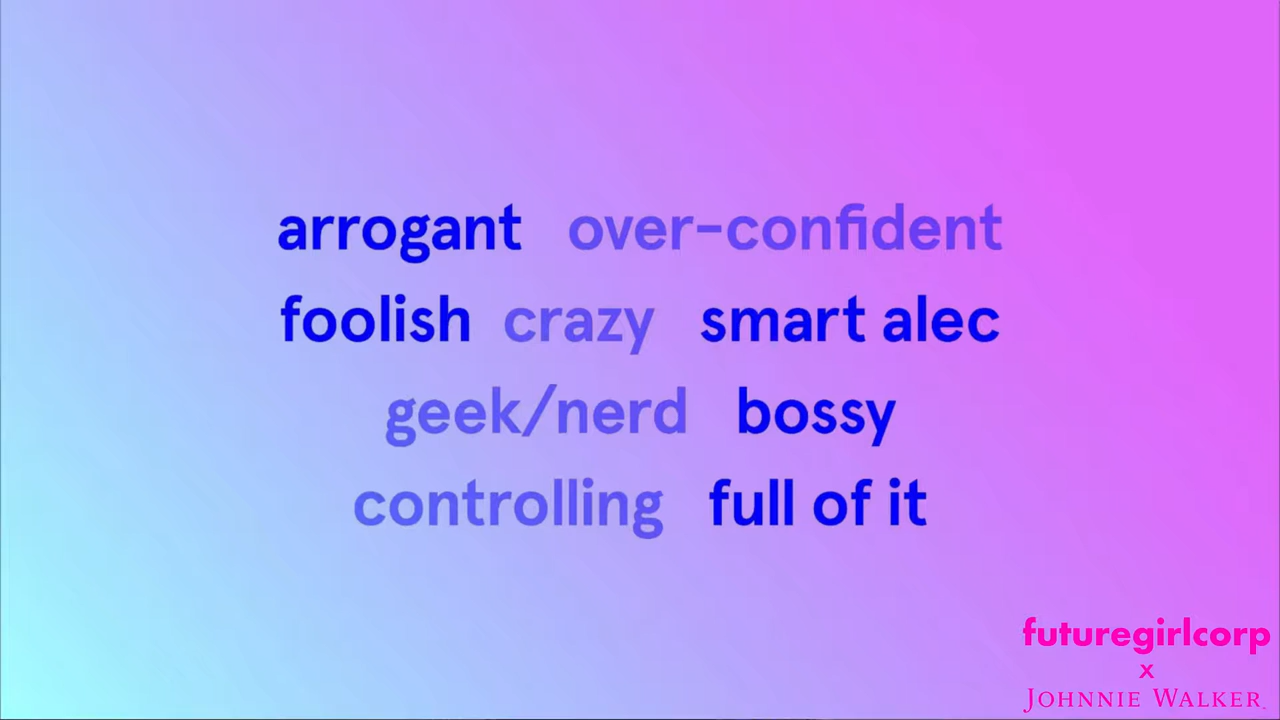 arrogant over-confident
foolish crazy smart alec
geek/nerd bossy
controlling full of it
futuregirlcorp
x
JOHNNIE WALKER.